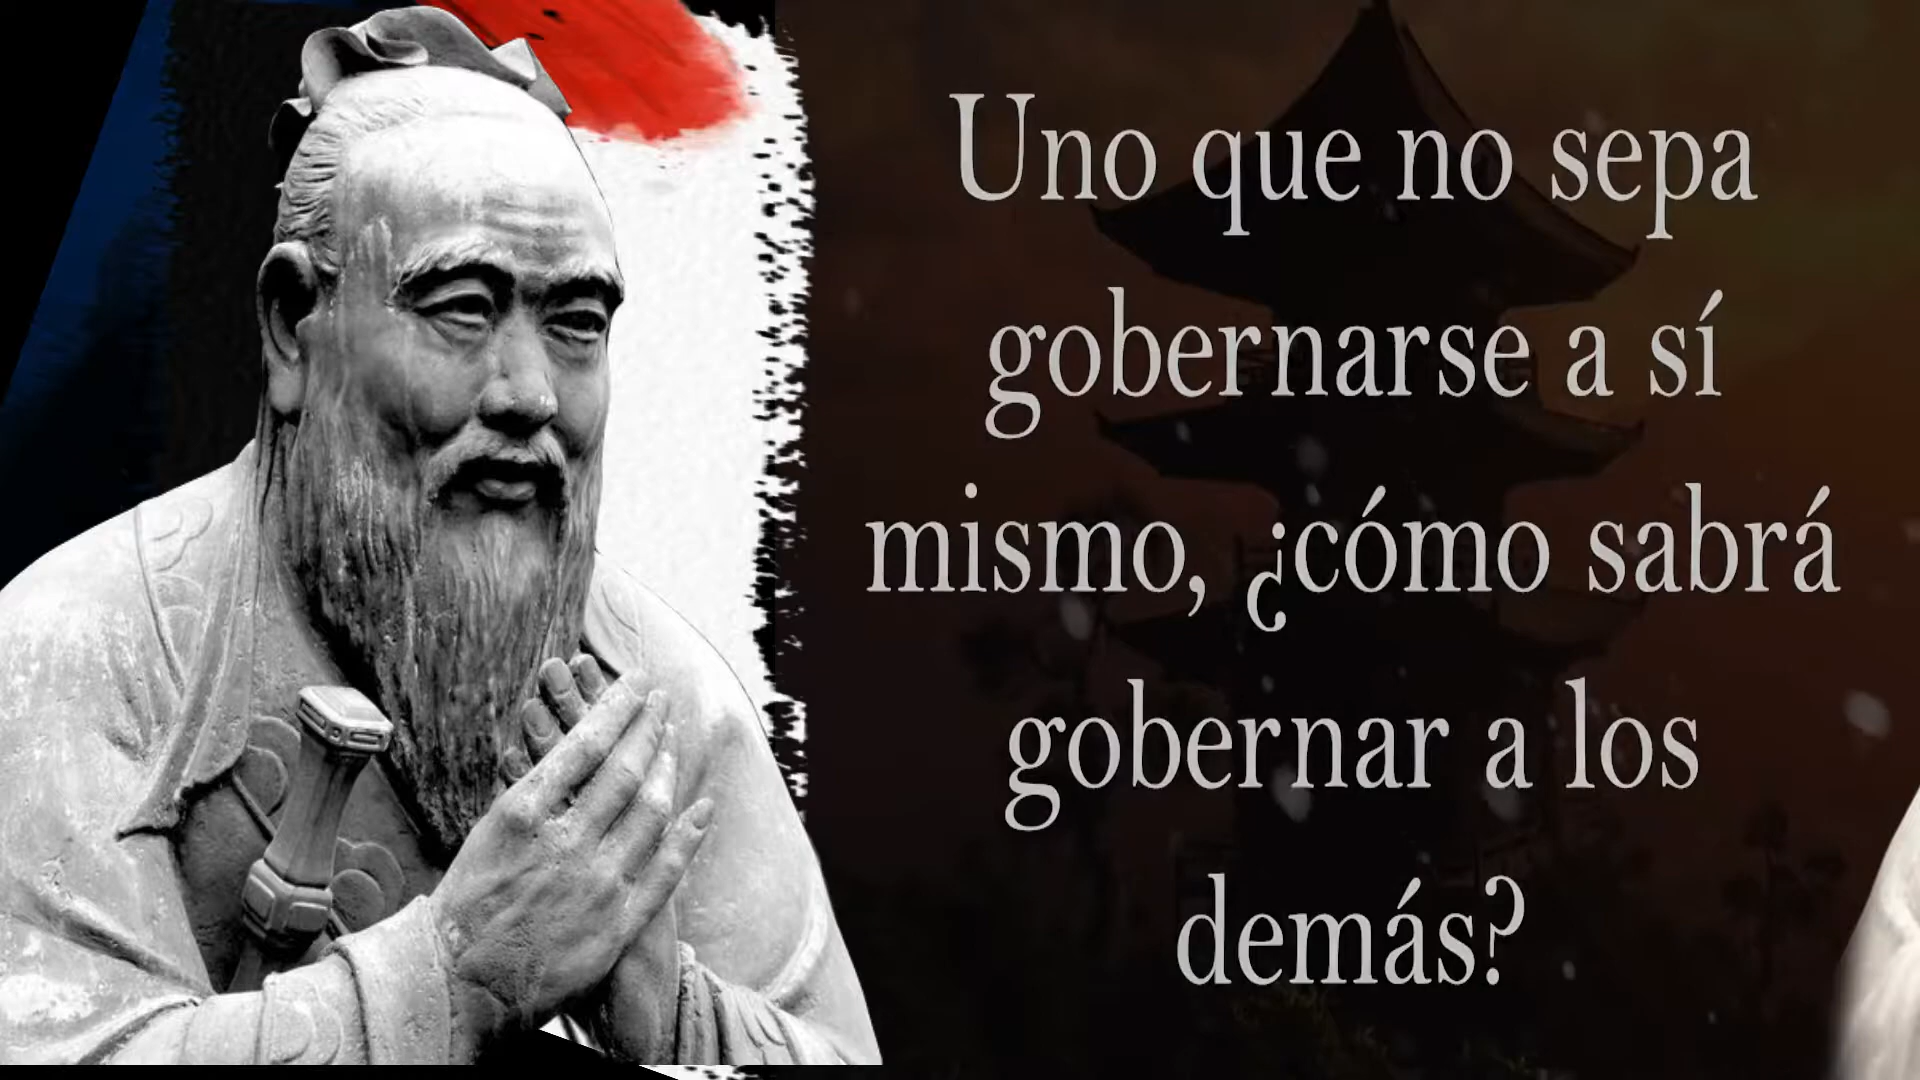 Uno que no sepa
gobernarse a sí
mismo, ¿cómo sabrá
gobernar a los
demás?